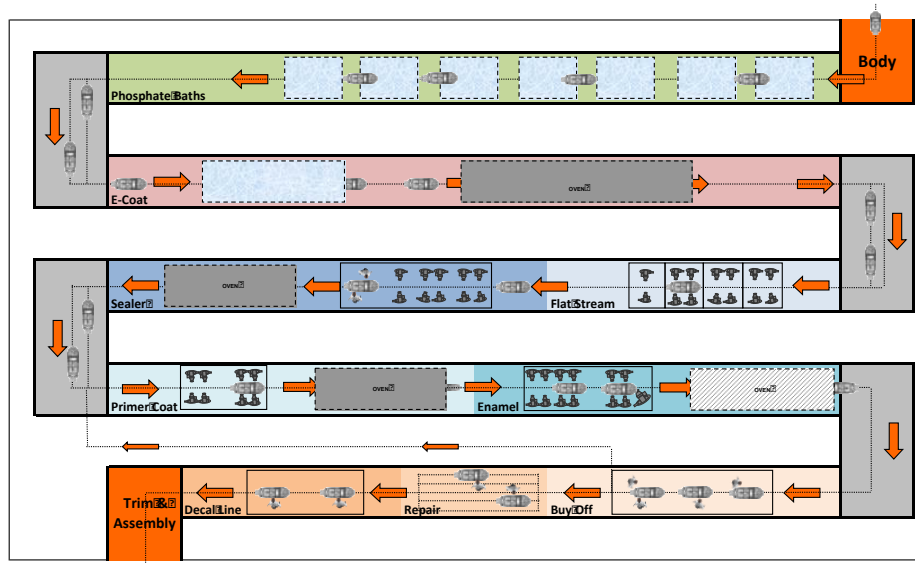 Body
Phosphate Baths
E-Coat
OVEN
Sealer
OVEN
Flat Stream
Primer Coat
OVEN
Enamel
OVEN
Trim &
Assembly
Decal Line
Repair
Buy Off